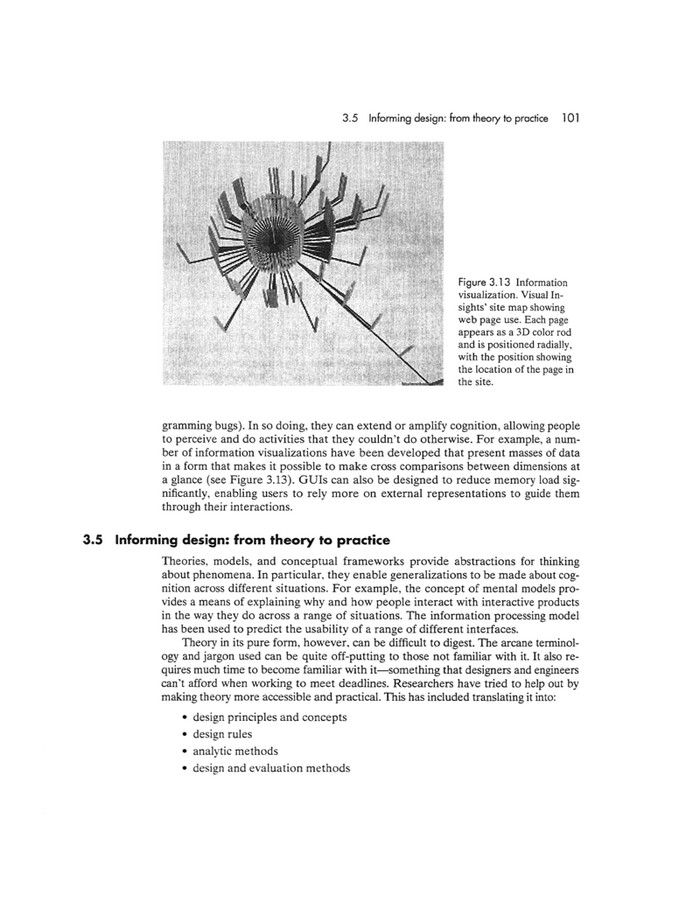 3.5 Informing design: from theory to practice 101
Figure 3.13 Information
visualization. Visual In-
sights' site map showing
web page use. Each page
appears as a 3D color rod
and is positioned radially,
with the position showing
the location of the page in
the site.
gramming bugs). In so doing, they can extend or amplify cognition, allowing people
to perceive and do activities that they couldn't do otherwise. For example, a num-
ber of information visualizations have been developed that present masses of data
in a form that makes it possible to make cross comparisons between dimensions at
a glance (see Figure 3.13). GUIs can also be designed to reduce memory load sig-
nificantly, enabling users to rely more on external representations to guide them
through their interactions.
3.5 Informing design: from theory to practice
Theories, models, and conceptual frameworks provide abstractions for thinking
about phenomena. In particular, they enable generalizations to be made about cog-
nition across different situations. For example, the concept of mental models pro-
vides a means of explaining why and how people interact with interactive products
in the way they do across a range of situations. The information processing model
has been used to predict the usability of a range of different interfaces.
Theory in its pure form, however, can be difficult to digest. The arcane terminol-
ogy and jargon used can be quite off-putting to those not familiar with it. It also re-
quires much time to become familiar with it—something that designers and engineers
can't afford when working to meet deadlines. Researchers have tried to help out by
making theory more accessible and practical. This has included translating it into:
• design principles and concepts
• design rules
• analytic methods
• design and evaluation methods